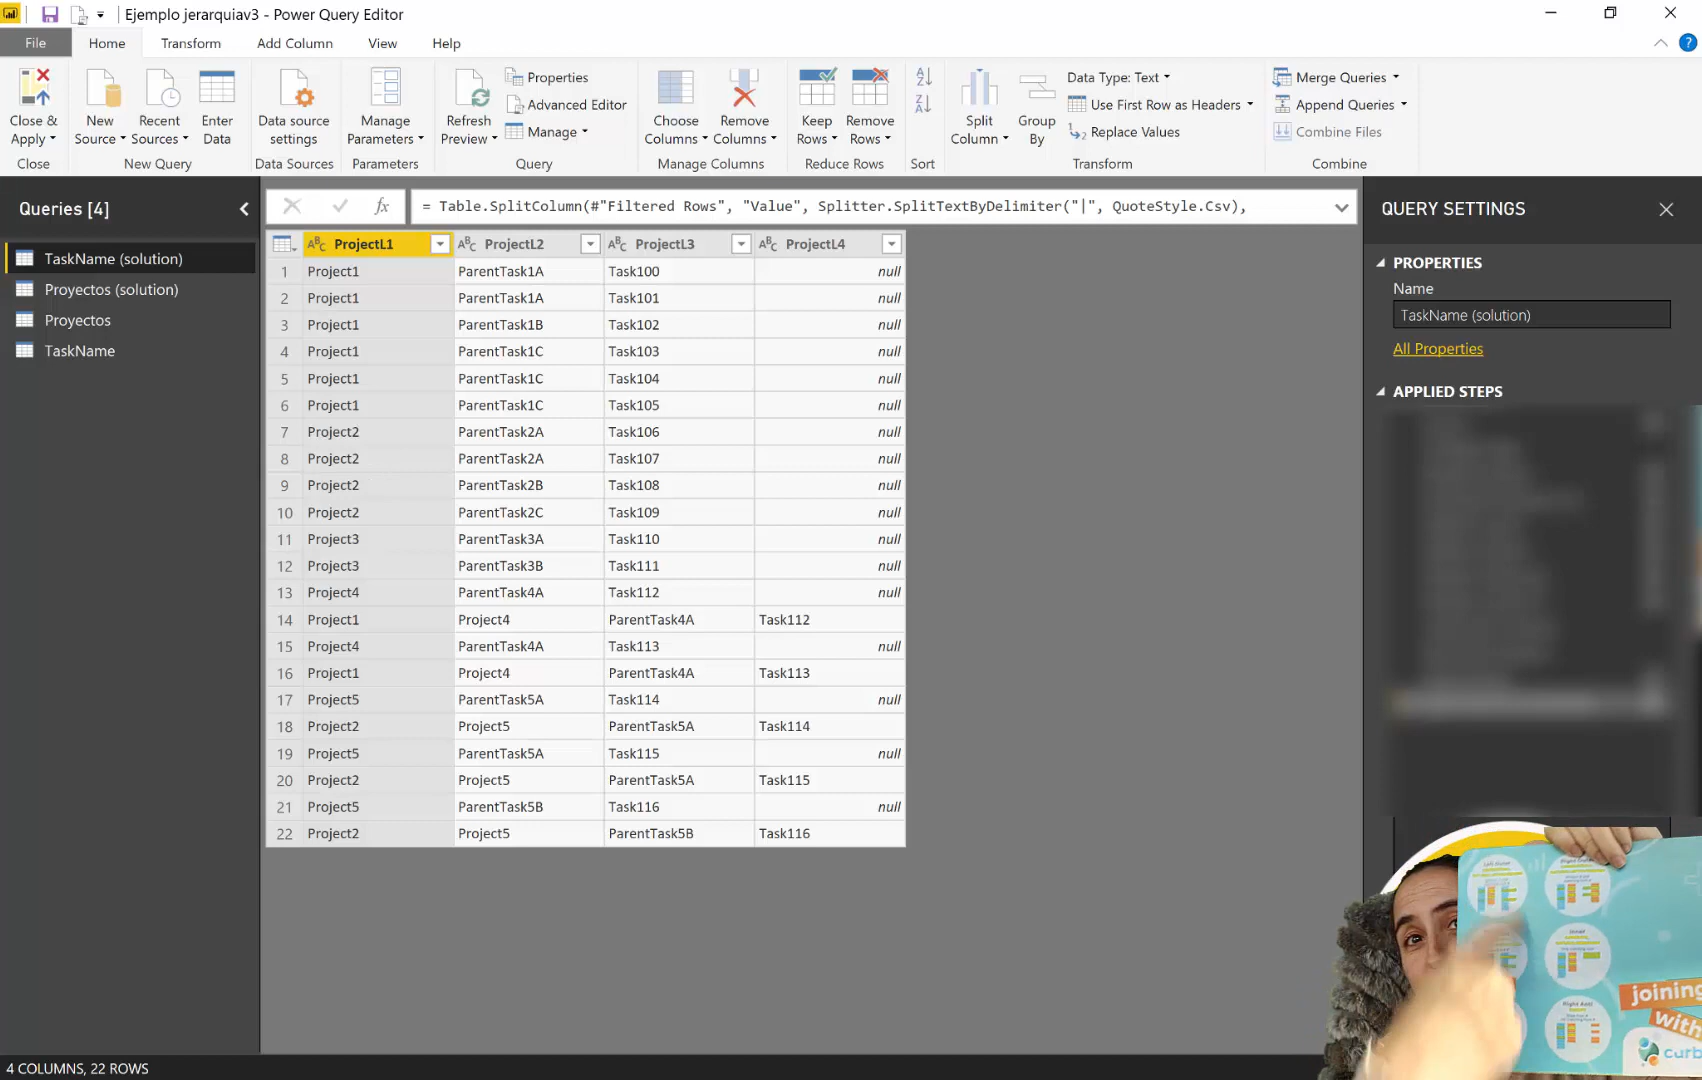 Ejemplo jerarquiav3 - Power Query Editor
File Home Transform Add Column View Help
Close & Apply
New Source
Recent Sources
Enter Data
Data source settings
Manage Parameters
Refresh Preview
Properties
Advanced Editor
Manage
Choose Columns
Remove Columns
Keep Rows
Remove Rows
Split Column
Group By
Data Type: Text
Use First Row as Headers
Replace Values
Merge Queries
Append Queries
Combine Files
Close New Query Data Sources Parameters Query Manage Columns Reduce Rows Sort Transform Combine
Queries [4]
TaskName (solution)
Proyectos (solution)
Proyectos
TaskName
fx = Table.SplitColumn(#"Filtered Rows", "Value", Splitter.SplitTextByDelimiter("|", QuoteStyle.Csv),
ProjectL1 ProjectL2 ProjectL3 ProjectL4
1 Project1 ParentTask1A Task100 null
2 Project1 ParentTask1A Task101 null
3 Project1 ParentTask1B Task102 null
4 Project1 ParentTask1C Task103 null
5 Project1 ParentTask1C Task104 null
6 Project1 ParentTask1C Task105 null
7 Project2 ParentTask2A Task106 null
8 Project2 ParentTask2A Task107 null
9 Project2 ParentTask2B Task108 null
10 Project2 ParentTask2C Task109 null
11 Project3 ParentTask3A Task110 null
12 Project3 ParentTask3B Task111 null
13 Project4 ParentTask4A Task112 null
14 Project1 Project4 ParentTask4A Task112
15 Project4 ParentTask4A Task113 null
16 Project1 Project4 ParentTask4A Task113
17 Project5 ParentTask5A Task114 null
18 Project2 Project5 ParentTask5A Task114
19 Project5 ParentTask5A Task115 null
20 Project2 Project5 ParentTask5A Task115
21 Project5 ParentTask5B Task116 null
22 Project2 Project5 ParentTask5B Task116
QUERY SETTINGS
PROPERTIES
Name
TaskName (solution)
All Properties
APPLIED STEPS
joining
with
curb
4 COLUMNS, 22 ROWS